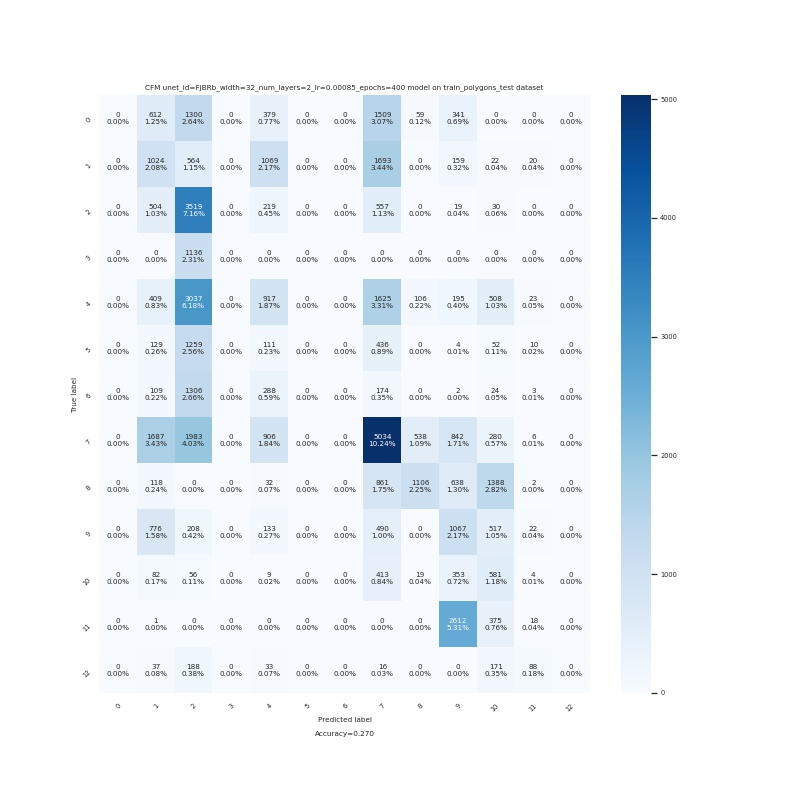 CFM unet_id=FJBRb_width=32_num_layers=2_lr=0.00085_epochs=400 model on train_polygons_test dataset
0 612 1300 0 379 0 0 1509 59 341 0 0 0
0.00% 1.25% 2.64% 0.00% 0.77% 0.00% 0.00% 3.07% 0.12% 0.69% 0.00% 0.00% 0.00%
0
0 1024 564 0 1069 0 0 1693 0 159 22 20 0
0.00% 2.08% 1.15% 0.00% 2.17% 0.00% 0.00% 3.44% 0.00% 0.32% 0.04% 0.04% 0.00%
1
0 504 3519 0 219 0 0 557 0 19 30 0 0
0.00% 1.03% 7.16% 0.00% 0.45% 0.00% 0.00% 1.13% 0.00% 0.04% 0.06% 0.00% 0.00%
2
0 0 1136 0 0 0 0 0 0 0 0 0 0
0.00% 0.00% 2.31% 0.00% 0.00% 0.00% 0.00% 0.00% 0.00% 0.00% 0.00% 0.00% 0.00%
3
0 409 3037 0 917 0 0 1625 106 195 508 23 0
0.00% 0.83% 6.18% 0.00% 1.87% 0.00% 0.00% 3.31% 0.22% 0.40% 1.03% 0.05% 0.00%
4
0 129 1259 0 111 0 0 436 0 4 52 10 0
0.00% 0.26% 2.56% 0.00% 0.23% 0.00% 0.00% 0.89% 0.00% 0.01% 0.11% 0.02% 0.00%
5
0 109 1306 0 288 0 0 174 0 2 24 3 0
0.00% 0.22% 2.66% 0.00% 0.59% 0.00% 0.00% 0.35% 0.00% 0.00% 0.05% 0.01% 0.00%
6
0 1687 1983 0 906 0 0 5034 538 842 280 6 0
0.00% 3.43% 4.03% 0.00% 1.84% 0.00% 0.00% 10.24% 1.09% 1.71% 0.57% 0.01% 0.00%
7
0 118 0 0 32 0 0 861 1106 638 1388 2 0
0.00% 0.24% 0.00% 0.00% 0.07% 0.00% 0.00% 1.75% 2.25% 1.30% 2.82% 0.00% 0.00%
8
0 776 208 0 133 0 0 490 0 1067 517 22 0
0.00% 1.58% 0.42% 0.00% 0.27% 0.00% 0.00% 1.00% 0.00% 2.17% 1.05% 0.04% 0.00%
9
0 82 56 0 9 0 0 413 19 353 581 4 0
0.00% 0.17% 0.11% 0.00% 0.02% 0.00% 0.00% 0.84% 0.04% 0.72% 1.18% 0.01% 0.00%
10
0 1 0 0 0 0 0 0 0 2612 375 18 0
0.00% 0.00% 0.00% 0.00% 0.00% 0.00% 0.00% 0.00% 0.00% 5.31% 0.76% 0.04% 0.00%
11
0 37 188 0 33 0 0 16 0 0 171 88 0
0.00% 0.08% 0.38% 0.00% 0.07% 0.00% 0.00% 0.03% 0.00% 0.00% 0.35% 0.18% 0.00%
12
True label
0 1 2 3 4 5 6 7 8 9 10 11 12
Predicted label
Accuracy=0.270
5000
4000
3000
2000
1000
0